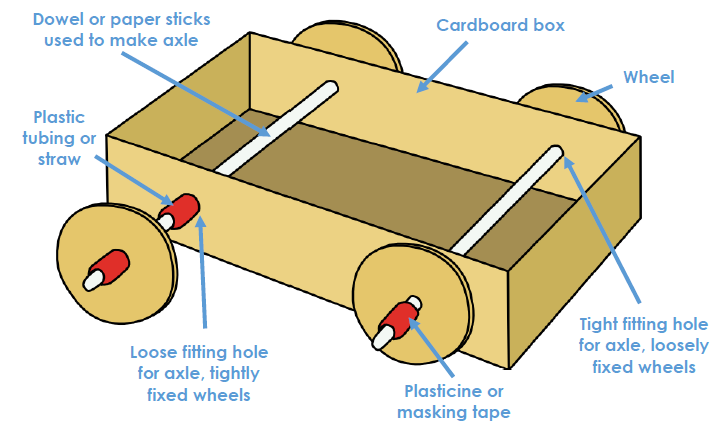 Dowel or paper sticks
used to make axle
Cardboard box
Wheel
Plastic
tubing or
straw
Loose fitting hole
for axle, tightly
fixed wheels
Plasticine or
masking tape
Tight fitting hole
for axle, loosely
fixed wheels